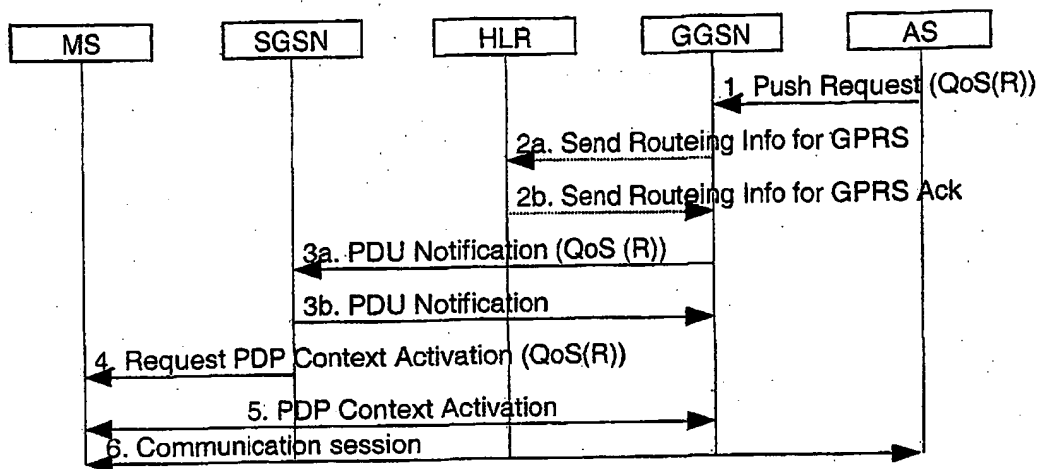 MS SGSN HLR GGSN AS
1. Push Request (QoS(R))
2a. Send Routeing Info for GPRS
2b. Send Routeing Info for GPRS Ack
3a. PDU Notification (QoS (R))
3b. PDU Notification
4. Request PDP Context Activation (QoS(R))
5. PDP Context Activation
6. Communication session